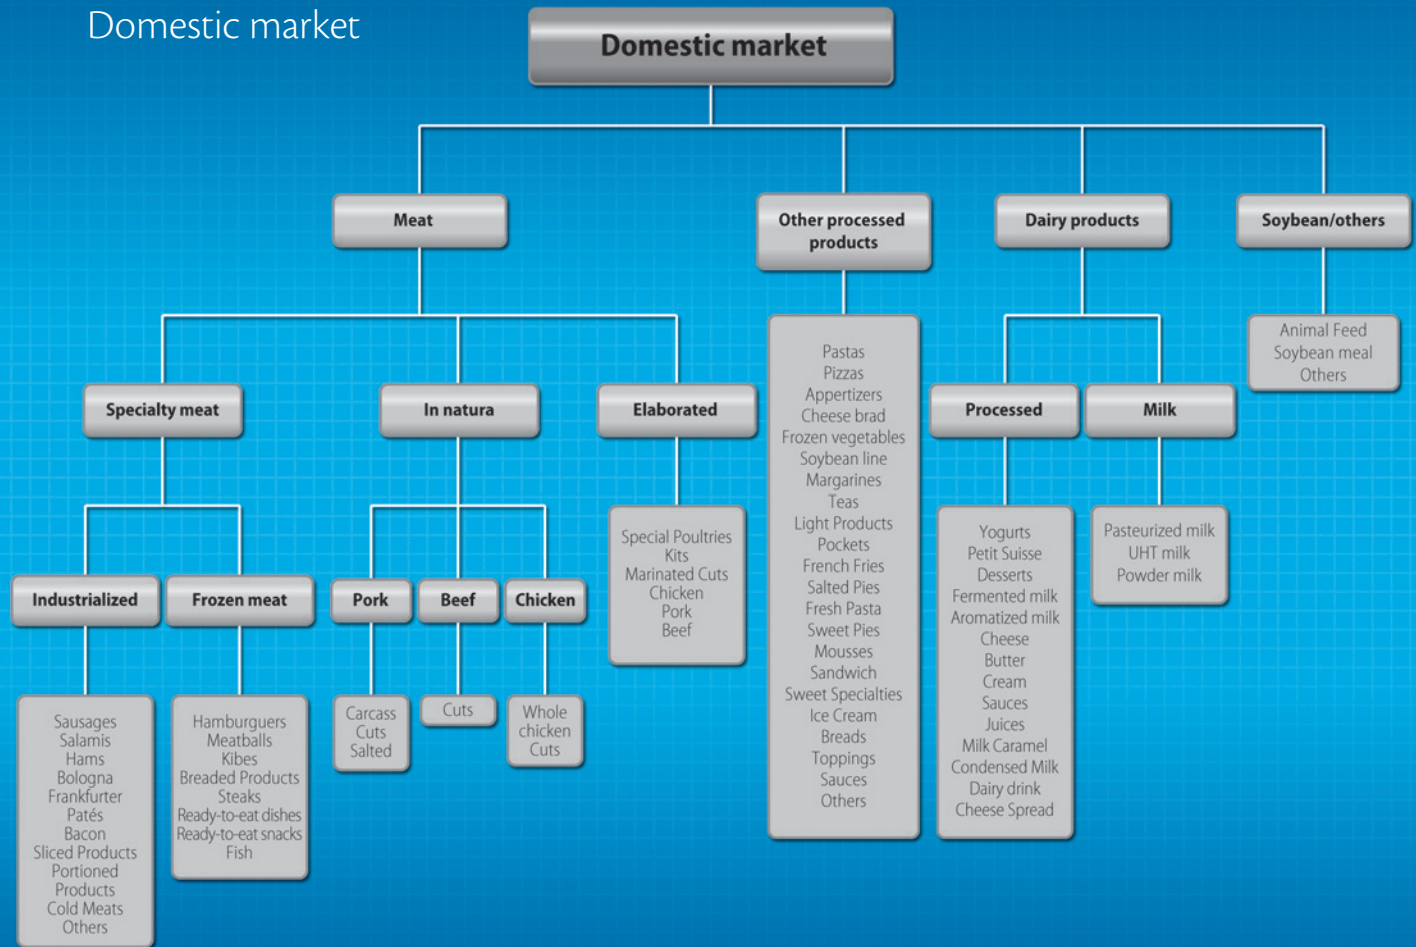 Domestic market
Domestic market
Meat
Other processed
products
Dairy products
Soybean/others
Animal Feed
Soybean meal
Others
Specialty meat
In natura
Elaborated
Processed
Milk
Pastas
Pizzas
Appertizers
Cheese brad
Frozen vegetables
Soybean line
Margarines
Teas
Light Products
Pockets
French Fries
Salted Pies
Fresh Pasta
Sweet Pies
Mousses
Sandwich
Sweet Specialties
Ice Cream
Breads
Toppings
Sauces
Others
Special Poultries
Kits
Marinated Cuts
Chicken
Pork
Beef
Yogurts
Petit Suisse
Desserts
Fermented milk
Aromatized milk
Cheese
Butter
Cream
Sauces
Juices
Milk Caramel
Condensed Milk
Dairy drink
Cheese Spread
Pasteurized milk
UHT milk
Powder milk
Industrialized
Frozen meat
Pork
Beef
Chicken
Sausages
Salamis
Hams
Bologna
Frankfurter
Patés
Bacon
Sliced Products
Portioned
Products
Cold Meats
Others
Hamburguers
Meatballs
Kibes
Breaded Products
Steaks
Ready-to-eat dishes
Ready-to-eat snacks
Fish
Carcass
Cuts
Salted
Cuts
Whole
chicken
Cuts